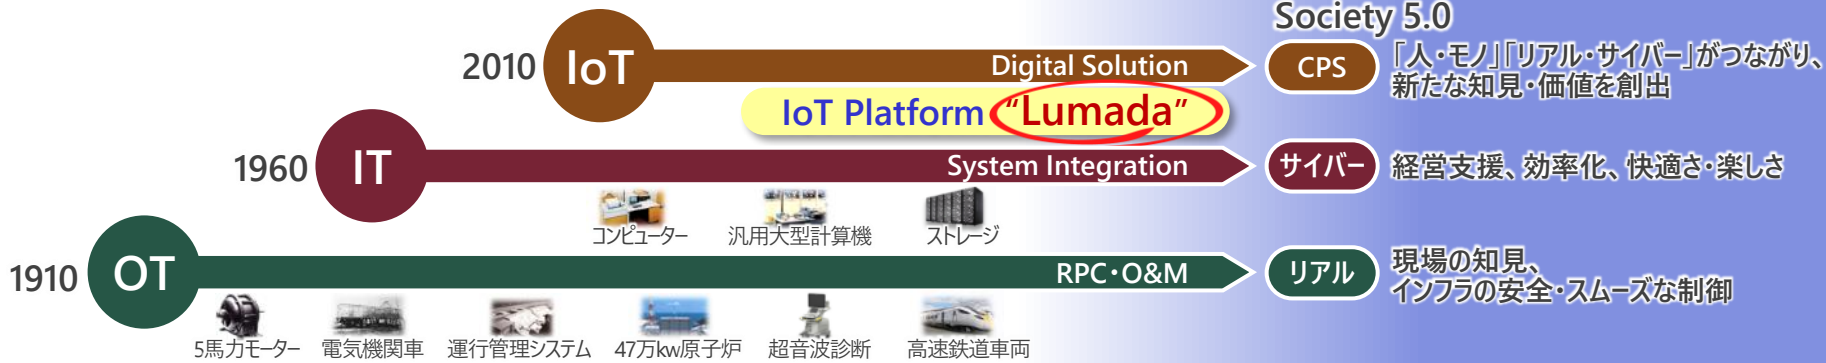 Society 5.0
2010 IoT Digital Solution CPS 「人・モノ」「リアル・サイバー」がつながり、
新たな知見・価値を創出
IoT Platform “Lumada”
1960 IT System Integration サイバー 経営支援、効率化、快適さ・楽しさ
コンピューター 汎用大型計算機 ストレージ
1910 OT RPC・O&M リアル 現場の知見、
インフラの安全・スムーズな制御
5馬力モーター 電気機関車 運行管理システム 47万kw原子炉 超音波診断 高速鉄道車両